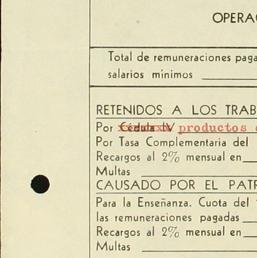 OPERA
Total de remuneraciones paga
salarios mínimos
RETENIDOS A LOS TRAB
Por Cédula V productos
Por Tasa Complementaria del
Recargos al 2% mensual en
Multas
CAUSADO POR EL PATR
Para la Enseñanza. Cuota del
las remuneraciones pagadas
Recargos al 2% mensual en
Multas